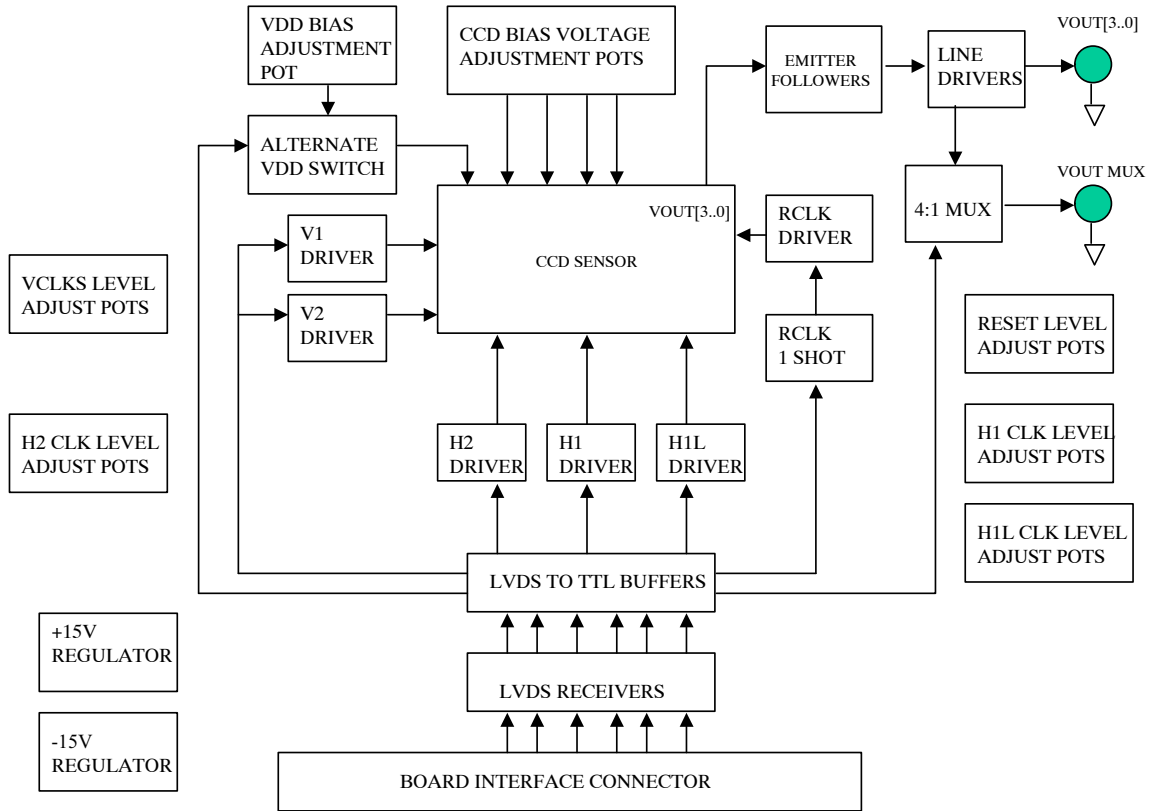 VDD BIAS
ADJUSTMENT
POT
CCD BIAS VOLTAGE
ADJUSTMENT POTS
EMITTER
FOLLOWERS
LINE
DRIVERS
VOUT[3..0]
ALTERNATE
VDD SWITCH
4:1 MUX
VOUT MUX
VOUT[3..0]
CCD SENSOR
RCLK
DRIVER
V1
DRIVER
V2
DRIVER
RCLK
1 SHOT
VCLKS LEVEL
ADJUST POTS
RESET LEVEL
ADJUST POTS
H2 CLK LEVEL
ADJUST POTS
H2
DRIVER
H1
DRIVER
H1L
DRIVER
H1 CLK LEVEL
ADJUST POTS
H1L CLK LEVEL
ADJUST POTS
LVDS TO TTL BUFFERS
+15V
REGULATOR
LVDS RECEIVERS
-15V
REGULATOR
BOARD INTERFACE CONNECTOR